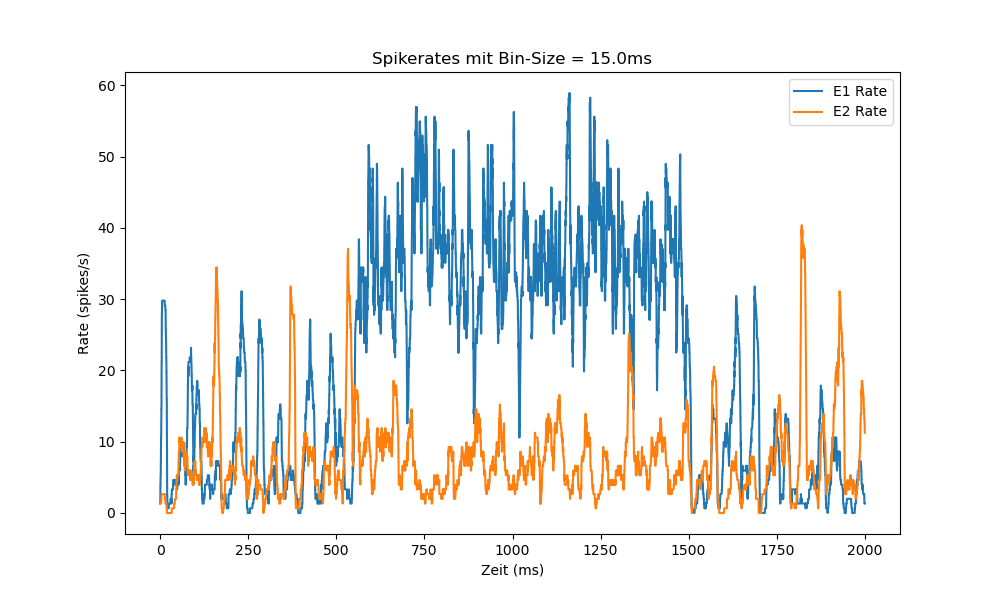 Spikerates mit Bin-Size = 15.0ms
E1 Rate
E2 Rate
60
50
40
30
20
10
0
Rate (spikes/s)
0 250 500 750 1000 1250 1500 1750 2000
Zeit (ms)